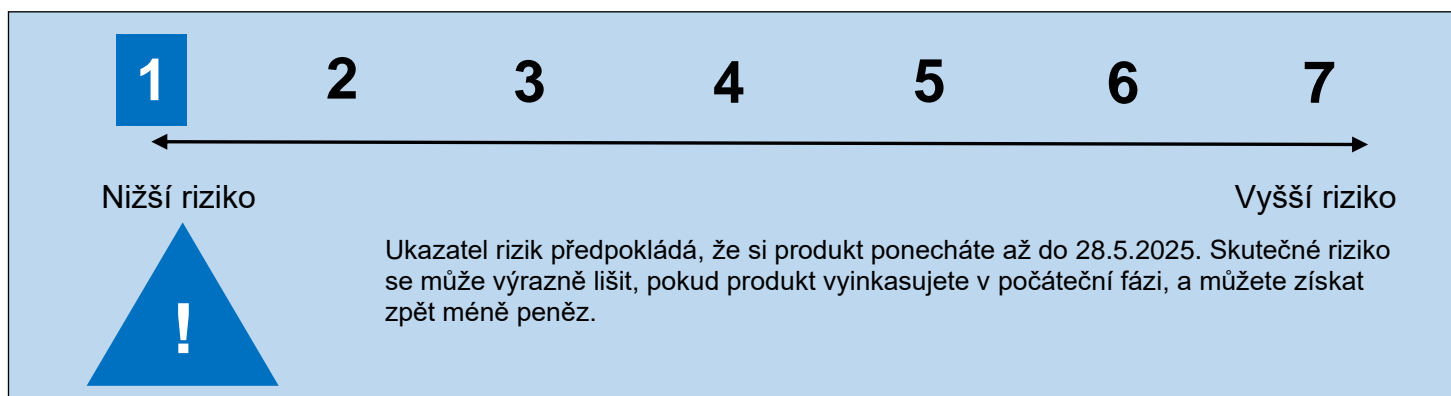 1 2 3 4 5 6 7
Nižší riziko Vyšší riziko
Ukazatel rizik předpokládá, že si produkt ponecháte až do 28.5.2025. Skutečné riziko
se může výrazně lišit, pokud produkt vyinkasujete v počáteční fázi, a můžete získat
zpět méně peněz.
!